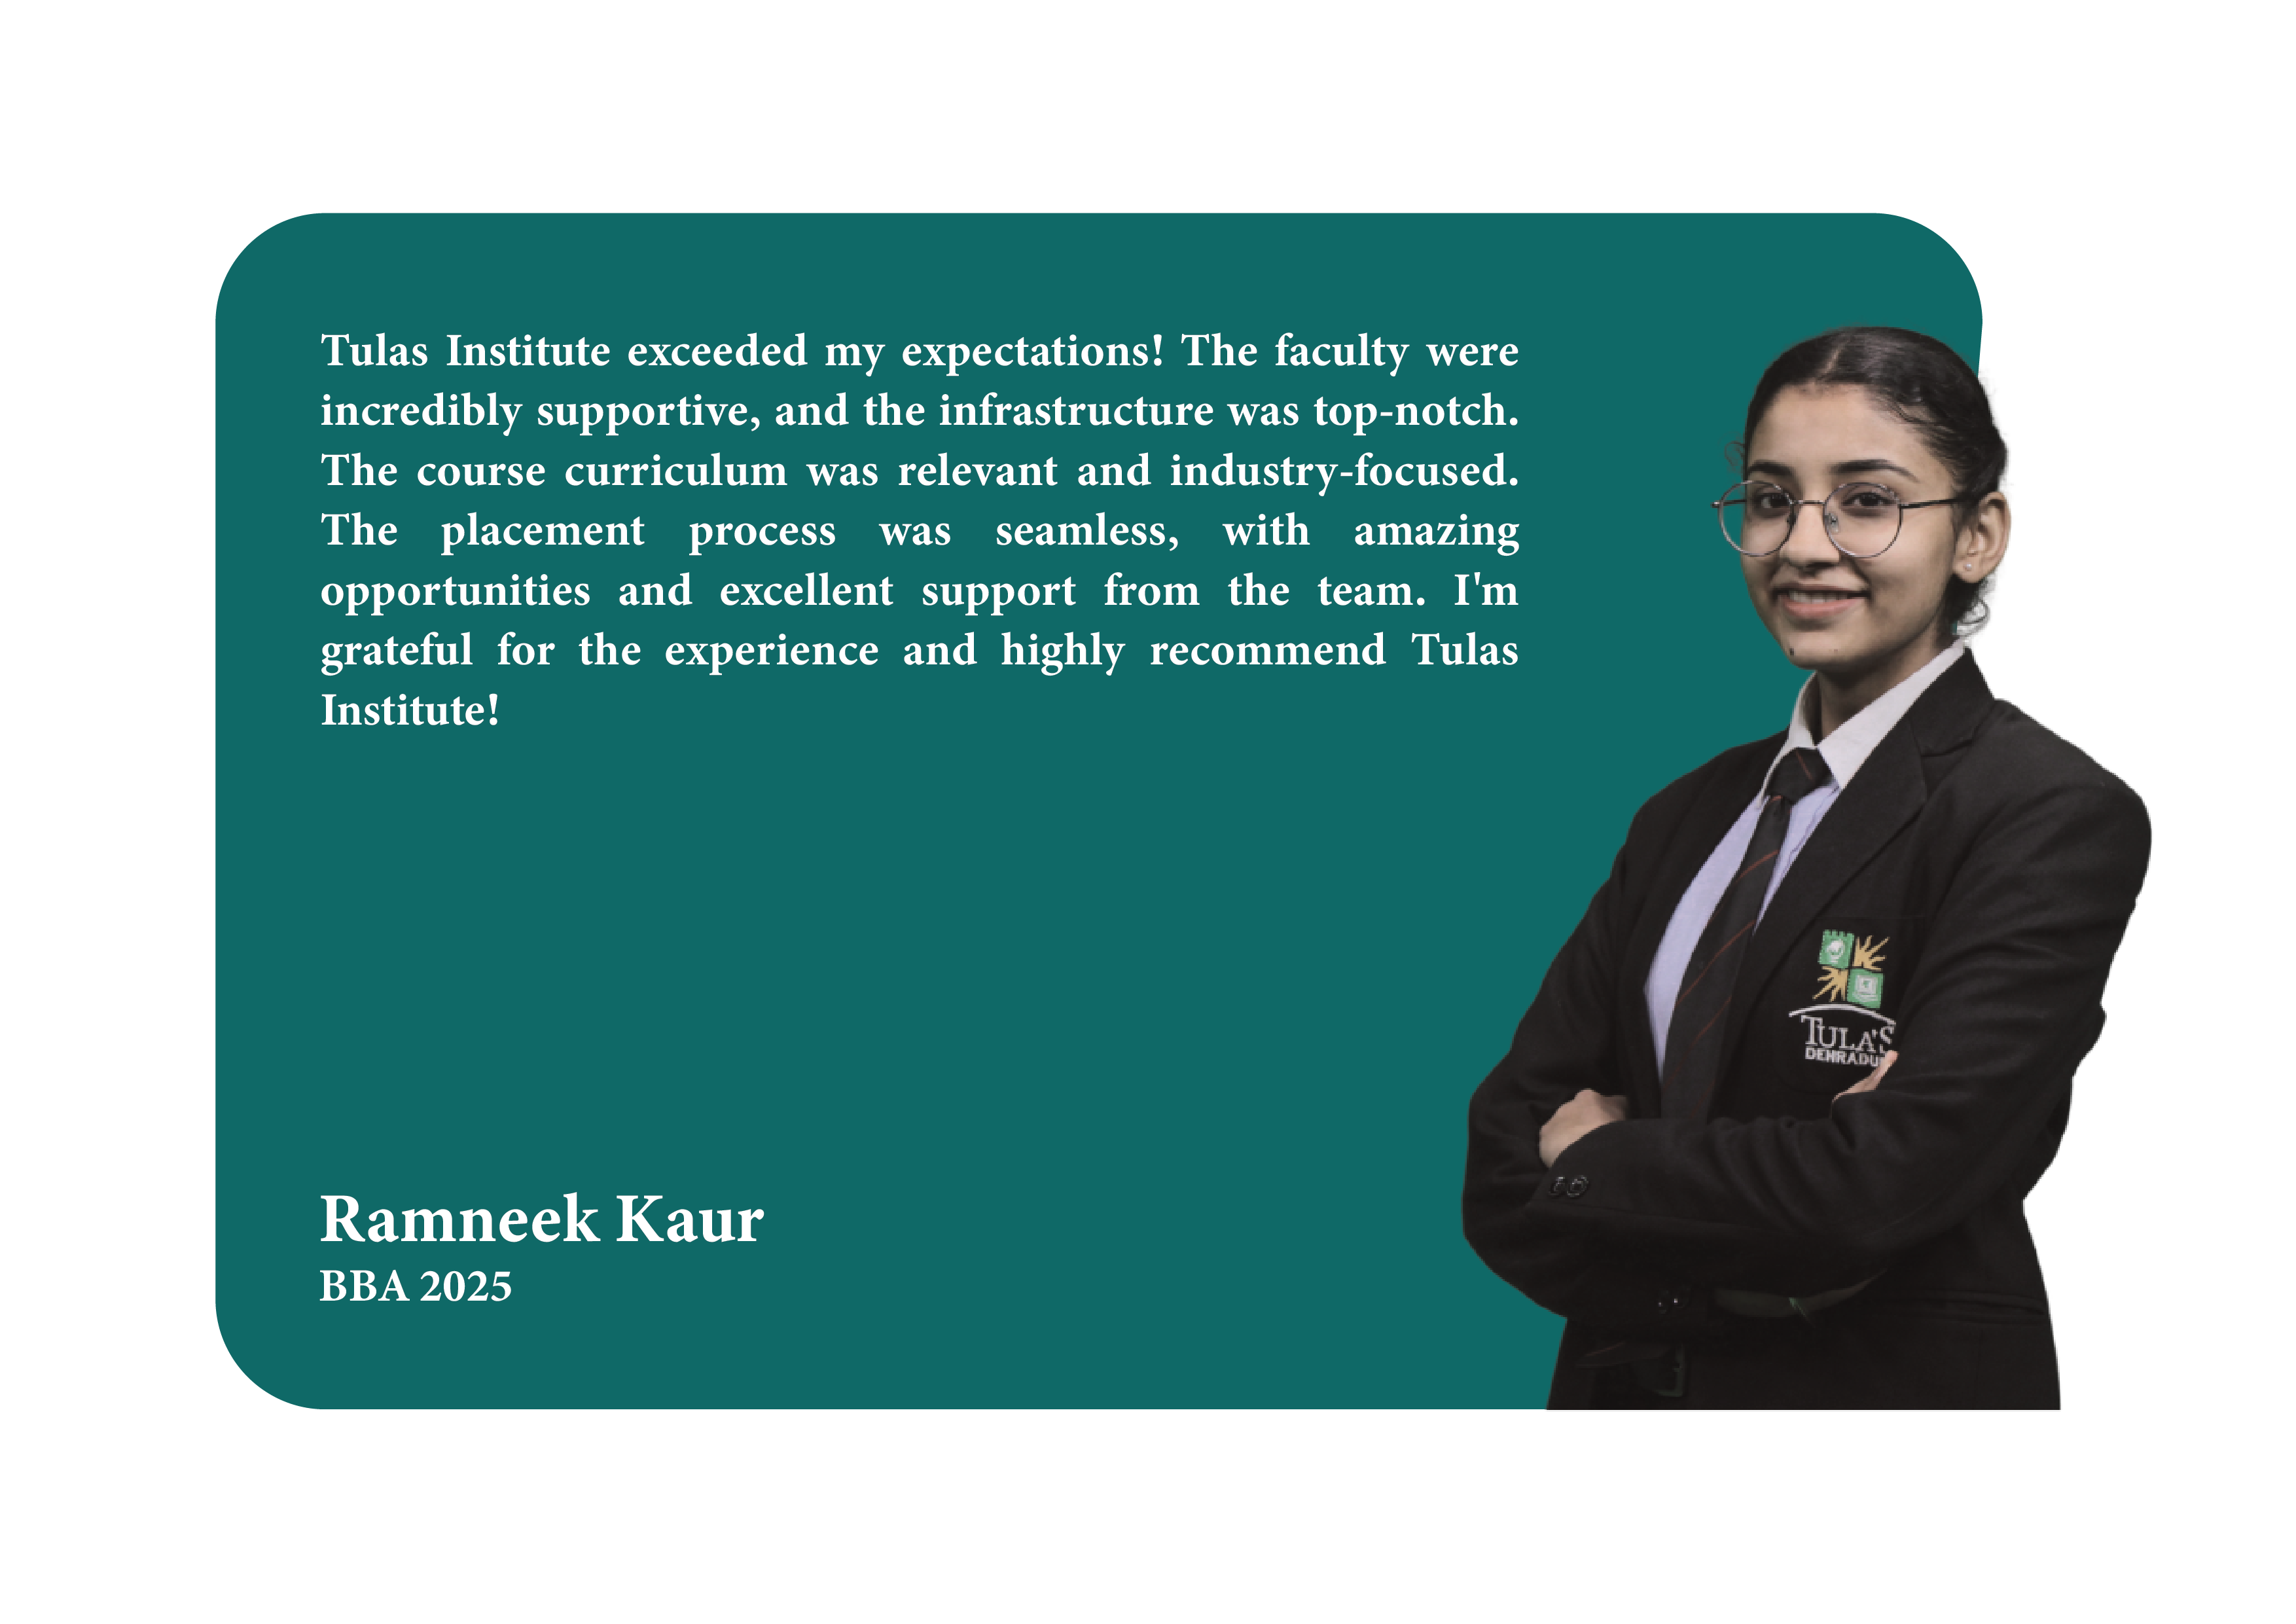 Tulas Institute exceeded my expectations! The faculty were
incredibly supportive, and the infrastructure was top-notch.
The course curriculum was relevant and industry-focused.
The placement process was seamless, with amazing
opportunities and excellent support from the team. I'm
grateful for the experience and highly recommend Tulas
Institute!
TULA'S
DEHRADU
Ramneek Kaur
BBA 2025